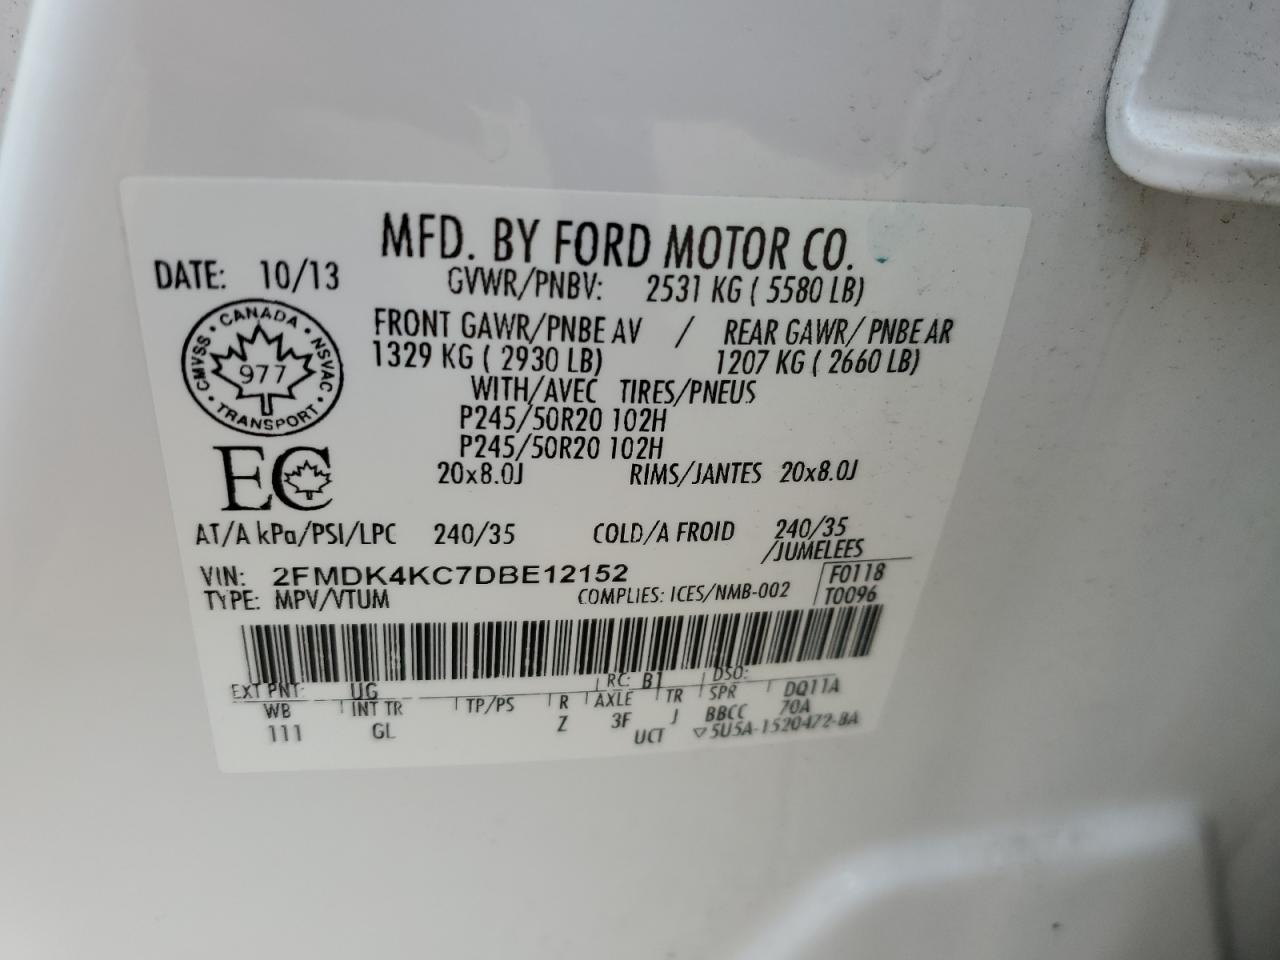 MFD. BY FORD MOTOR CO.
DATE: 10/13
GVWR/PNBV: 2531 KG ( 5580 LB)
FRONT GAWR/PNBE AV / REAR GAWR/ PNBE AR
1329 KG ( 2930 LB) 1207 KG ( 2660 LB)
CANADA
CMVSS
NSVAC
977
TRANSPORT
WITH/AVEC TIRES/PNEUS
P245/50R20 102H
P245/50R20 102H
EC
20x8.0J RIMS/JANTES 20x8.0J
AT/A kPa/PSI/LPC 240/35 COLD/A FROID 240/35
/JUMELEES
VIN: 2FMDK4KC7DBE12152 F0118
TYPE: MPV/VTUM COMPLIES: ICES/NMB-002 T0096
EXT PNT: UG RC: B1 DSO:
WB INT TR TP/PS R AXLE TR SPR DQ11A
111 GL Z 3F J BBCC 70A
UCT ▽5U5A-1520472-BA